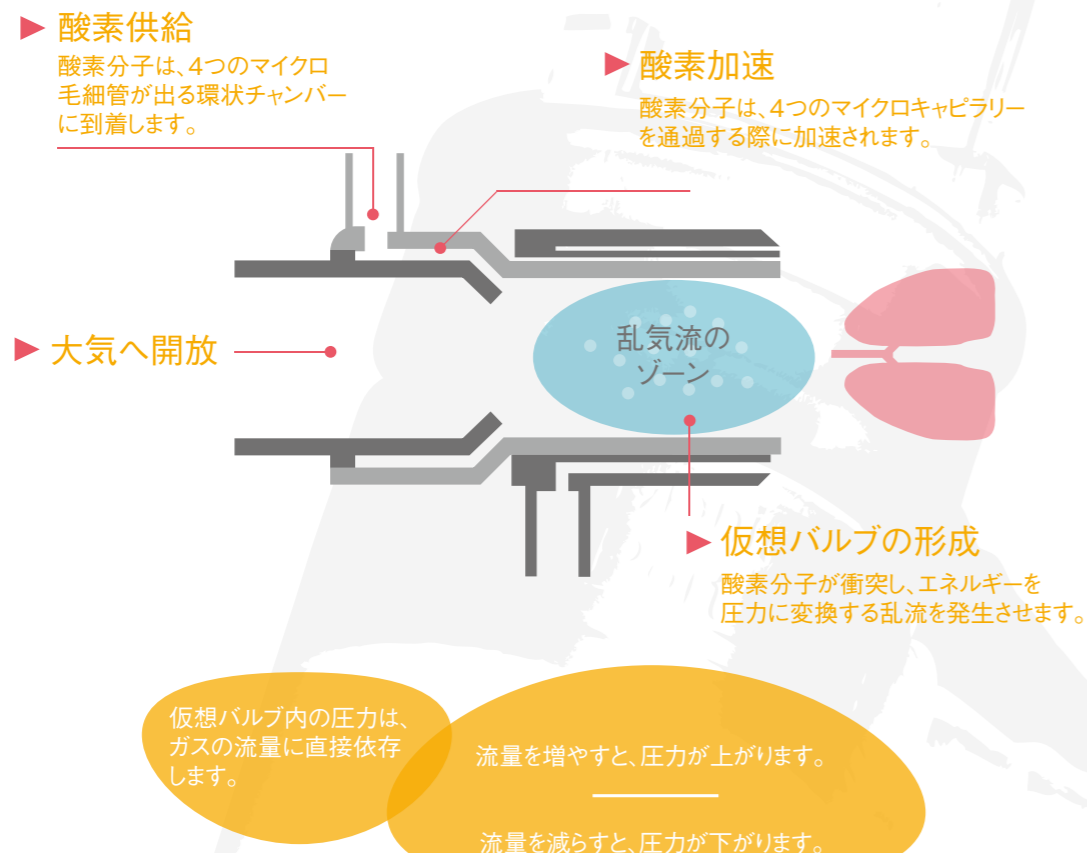 酸素供給
酸素分子は、4つのマイクロ
毛細管が出る環状チャンバー
に到着します。
酸素加速
酸素分子は、4つのマイクロキャピラリー
を通過する際に加速されます。
大気へ開放
乱気流の
ゾーン
仮想バルブの形成
酸素分子が衝突し、エネルギーを
圧力に変換する乱流を発生させます。
仮想バルブ内の圧力は、
ガスの流量に直接依存
します。
流量を増やすと、圧力が上がります。
流量を減らすと、圧力が下がります。